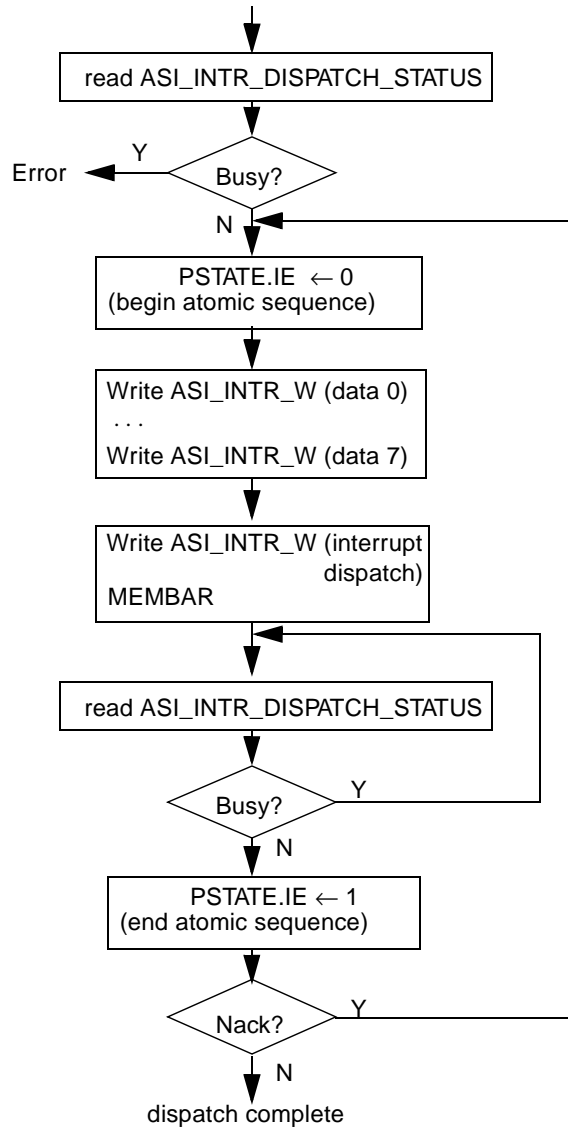 read ASI_INTR_DISPATCH_STATUS
Y
Error
Busy?
N
PSTATE.IE ← 0
(begin atomic sequence)
Write ASI_INTR_W (data 0)
. . .
Write ASI_INTR_W (data 7)
Write ASI_INTR_W (interrupt
dispatch)
MEMBAR
read ASI_INTR_DISPATCH_STATUS
Y
Busy?
N
PSTATE.IE ← 1
(end atomic sequence)
Y
Nack?
N
dispatch complete